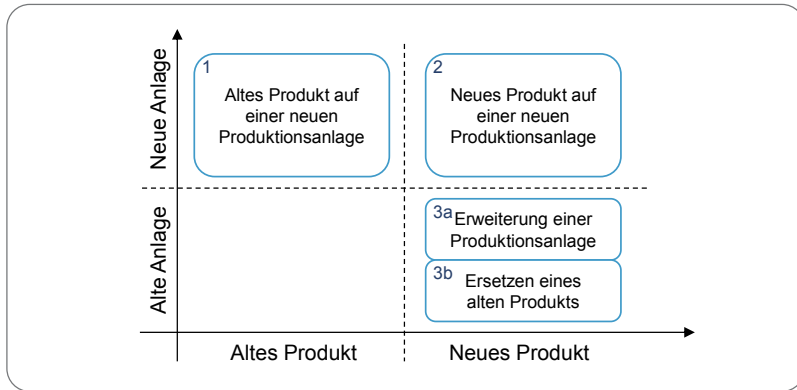 Neue Anlage
1
Altes Produkt auf
einer neuen
Produktionsanlage
2
Neues Produkt auf
einer neuen
Produktionsanlage
Alte Anlage
3a
Erweiterung einer
Produktionsanlage
3b
Ersetzen eines
alten Produkts
Altes Produkt
Neues Produkt